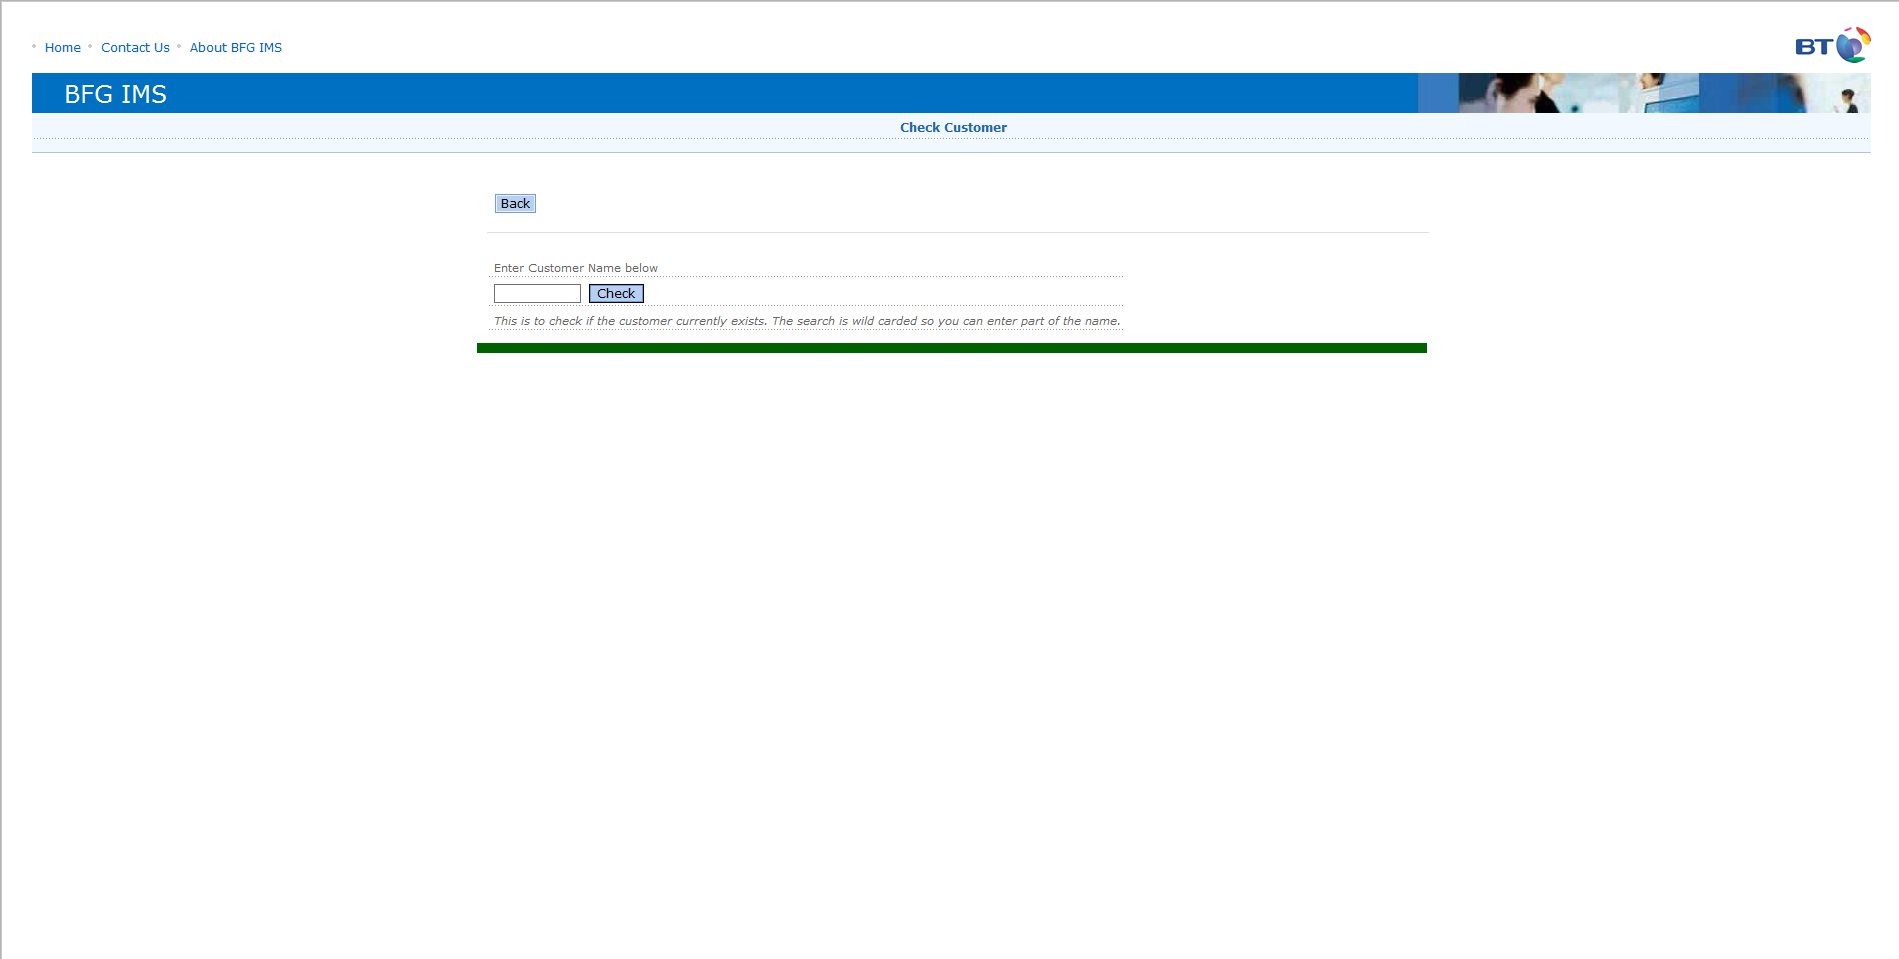 Home Contact Us About BFG IMS
BT
BFG IMS
Check Customer
Back
Enter Customer Name below
Check
This is to check if the customer currently exists. The search is wild carded so you can enter part of the name.